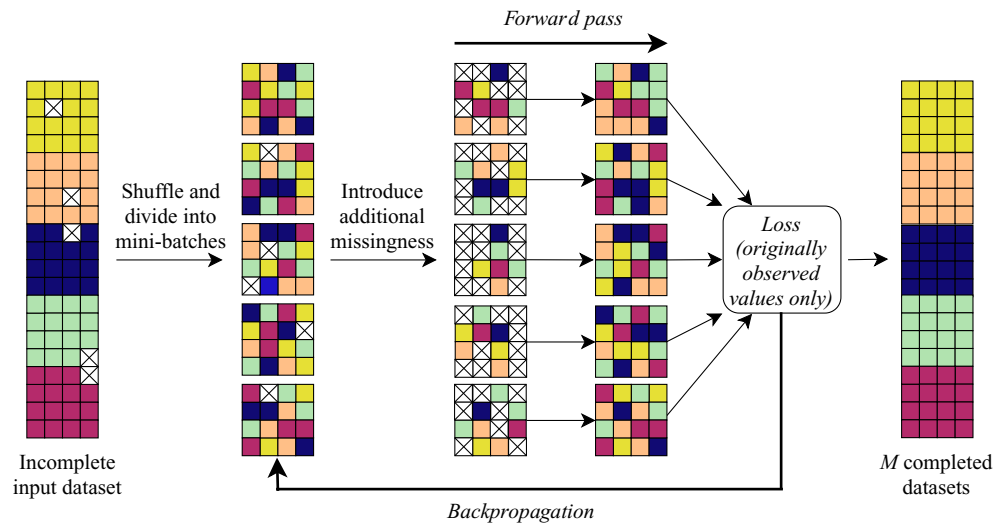 Forward pass
Shuffle and
divide into
mini-batches
Introduce
additional
missingness
Loss
(originally
observed
values only)
Incomplete
input dataset
M completed
datasets
Backpropagation